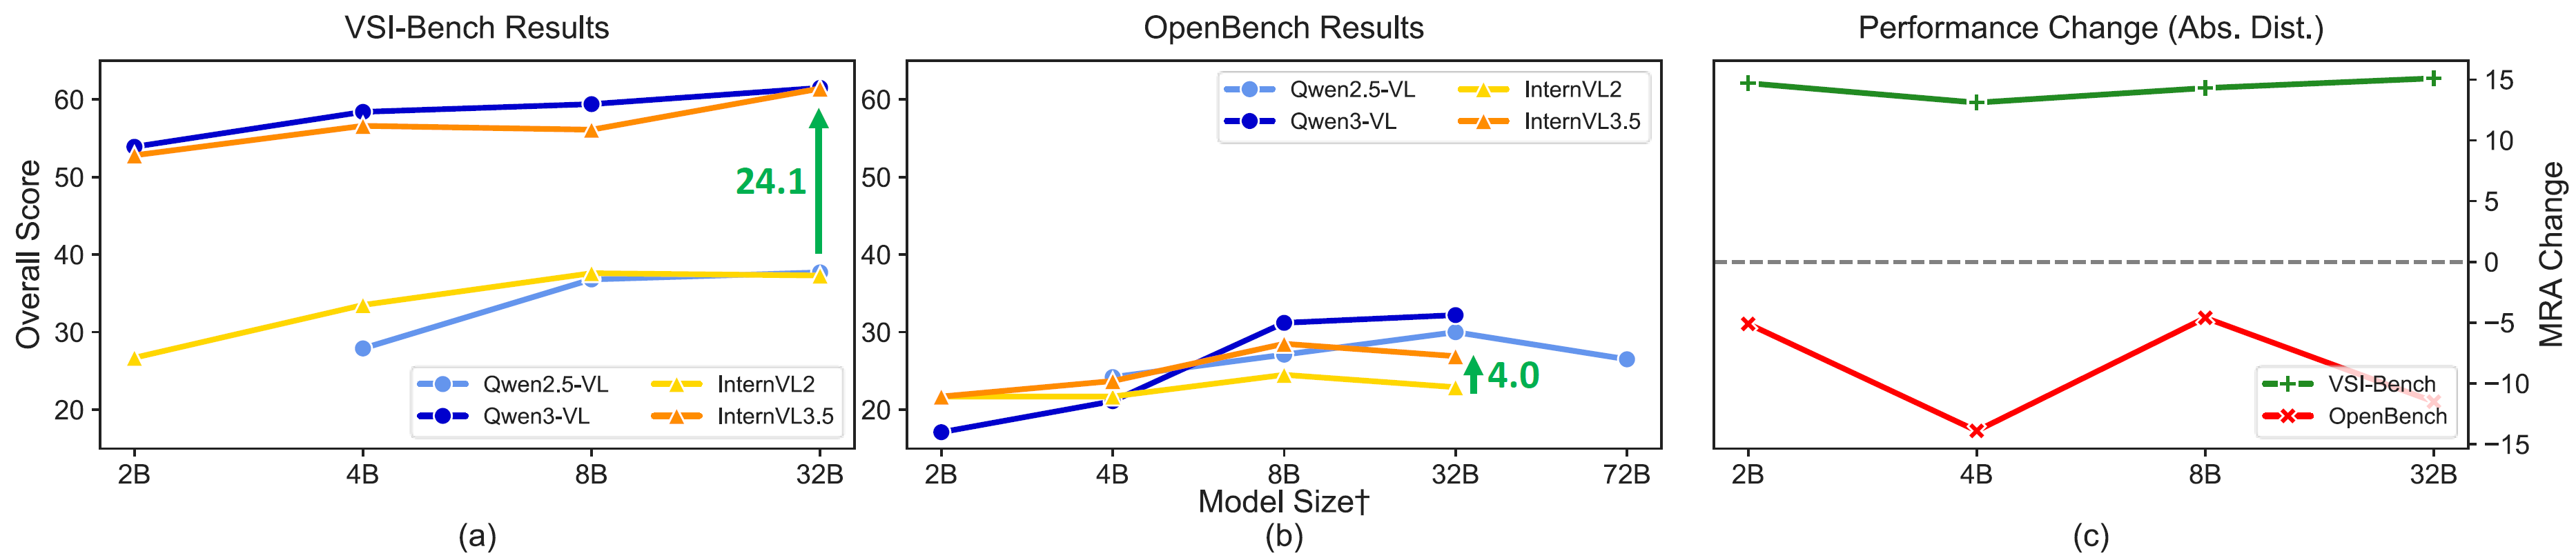 VSI-Bench Results
Overall Score
60
50
40
30
20
24.1
Qwen2.5-VL
Qwen3-VL
InternVL2
InternVL3.5
2B
4B
8B
32B
(a)
OpenBench Results
60
50
40
30
20
Qwen2.5-VL
Qwen3-VL
InternVL2
InternVL3.5
4.0
2B
4B
8B
32B
72B
Model Size†
(b)
Performance Change (Abs. Dist.)
15
10
5
0
−5
−10
−15
MRA Change
VSI-Bench
OpenBench
2B
4B
8B
32B
(c)